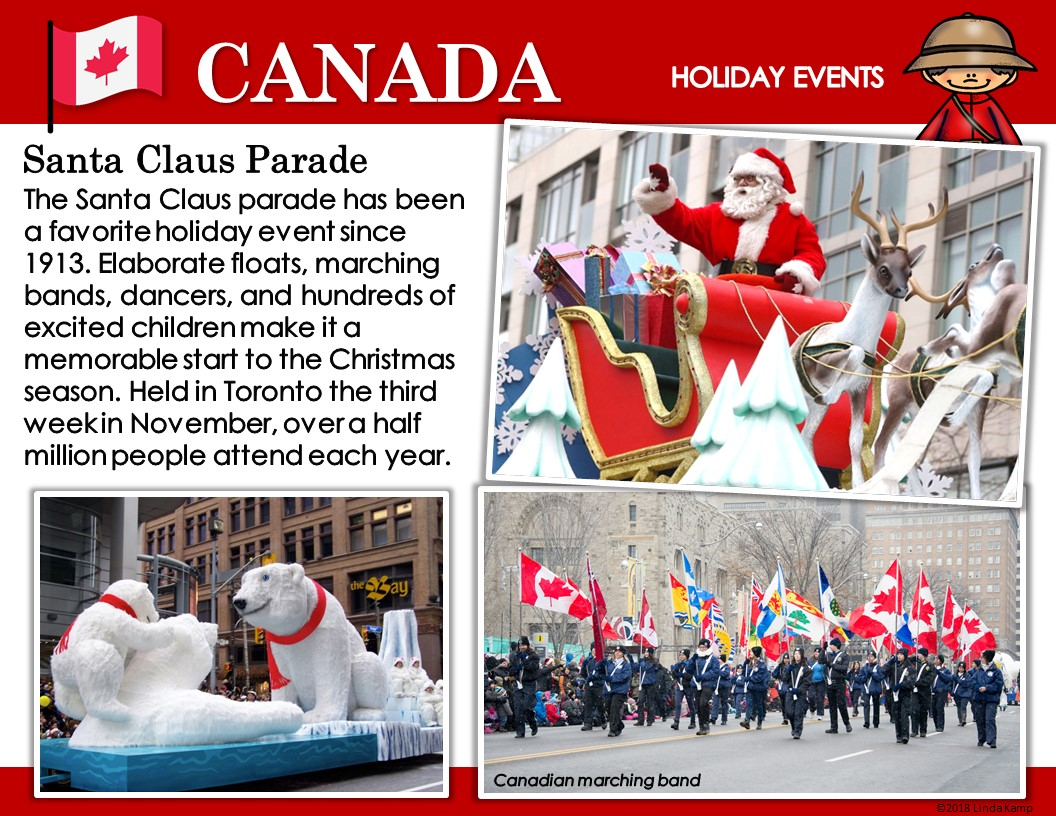 CANADA
HOLIDAY EVENTS
Santa Claus Parade
The Santa Claus parade has been
a favorite holiday event since
1913. Elaborate floats, marching
bands, dancers, and hundreds of
excited children make it a
memorable start to the Christmas
season. Held in Toronto the third
week in November, over a half
million people attend each year.
the Bay
Canadian marching band
©2018 Linda Kamp